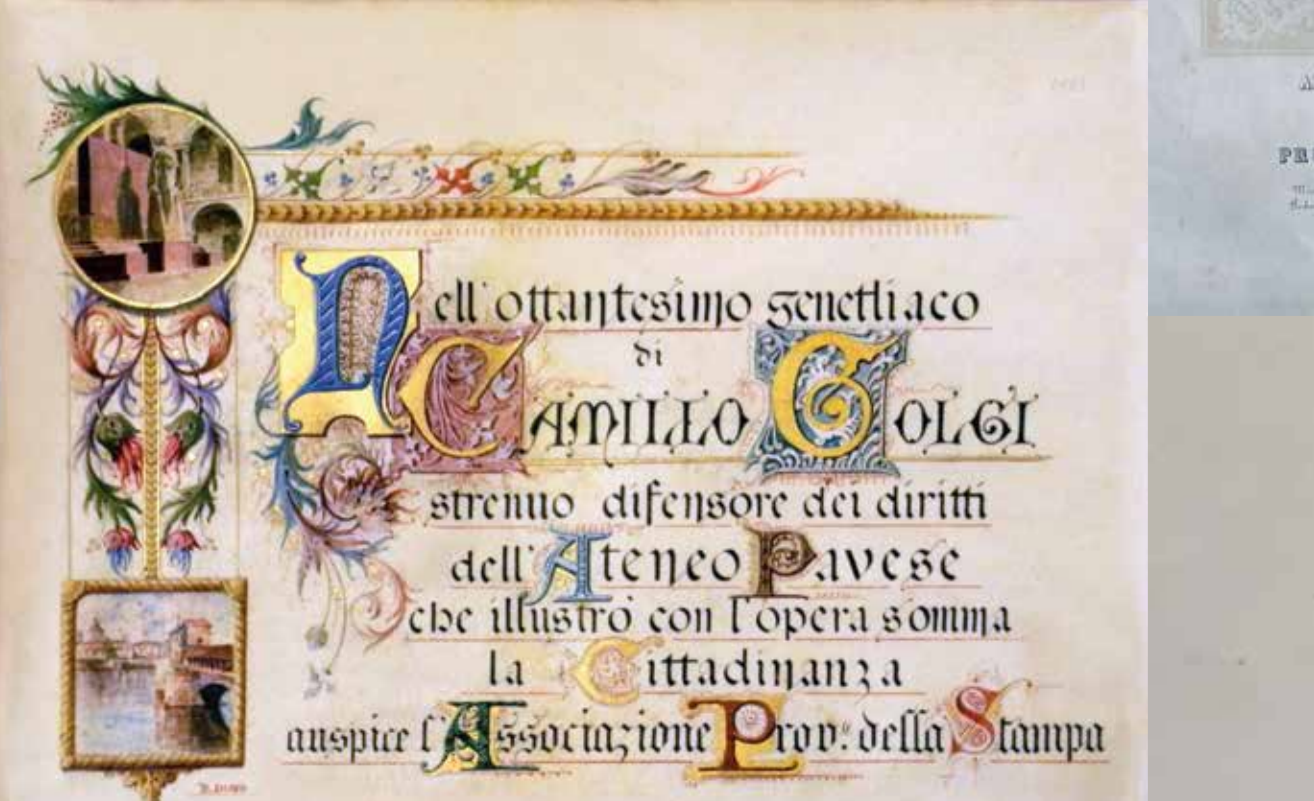 Nell'ottantesimo genetliaco
di
CAMILLO GOLGI
strenuo difensore dei diritti
dell'Ateneo Pavese
che illustrò con l'opera somma
la Cittadinanza
auspice l'Associazione Prov: della Stampa